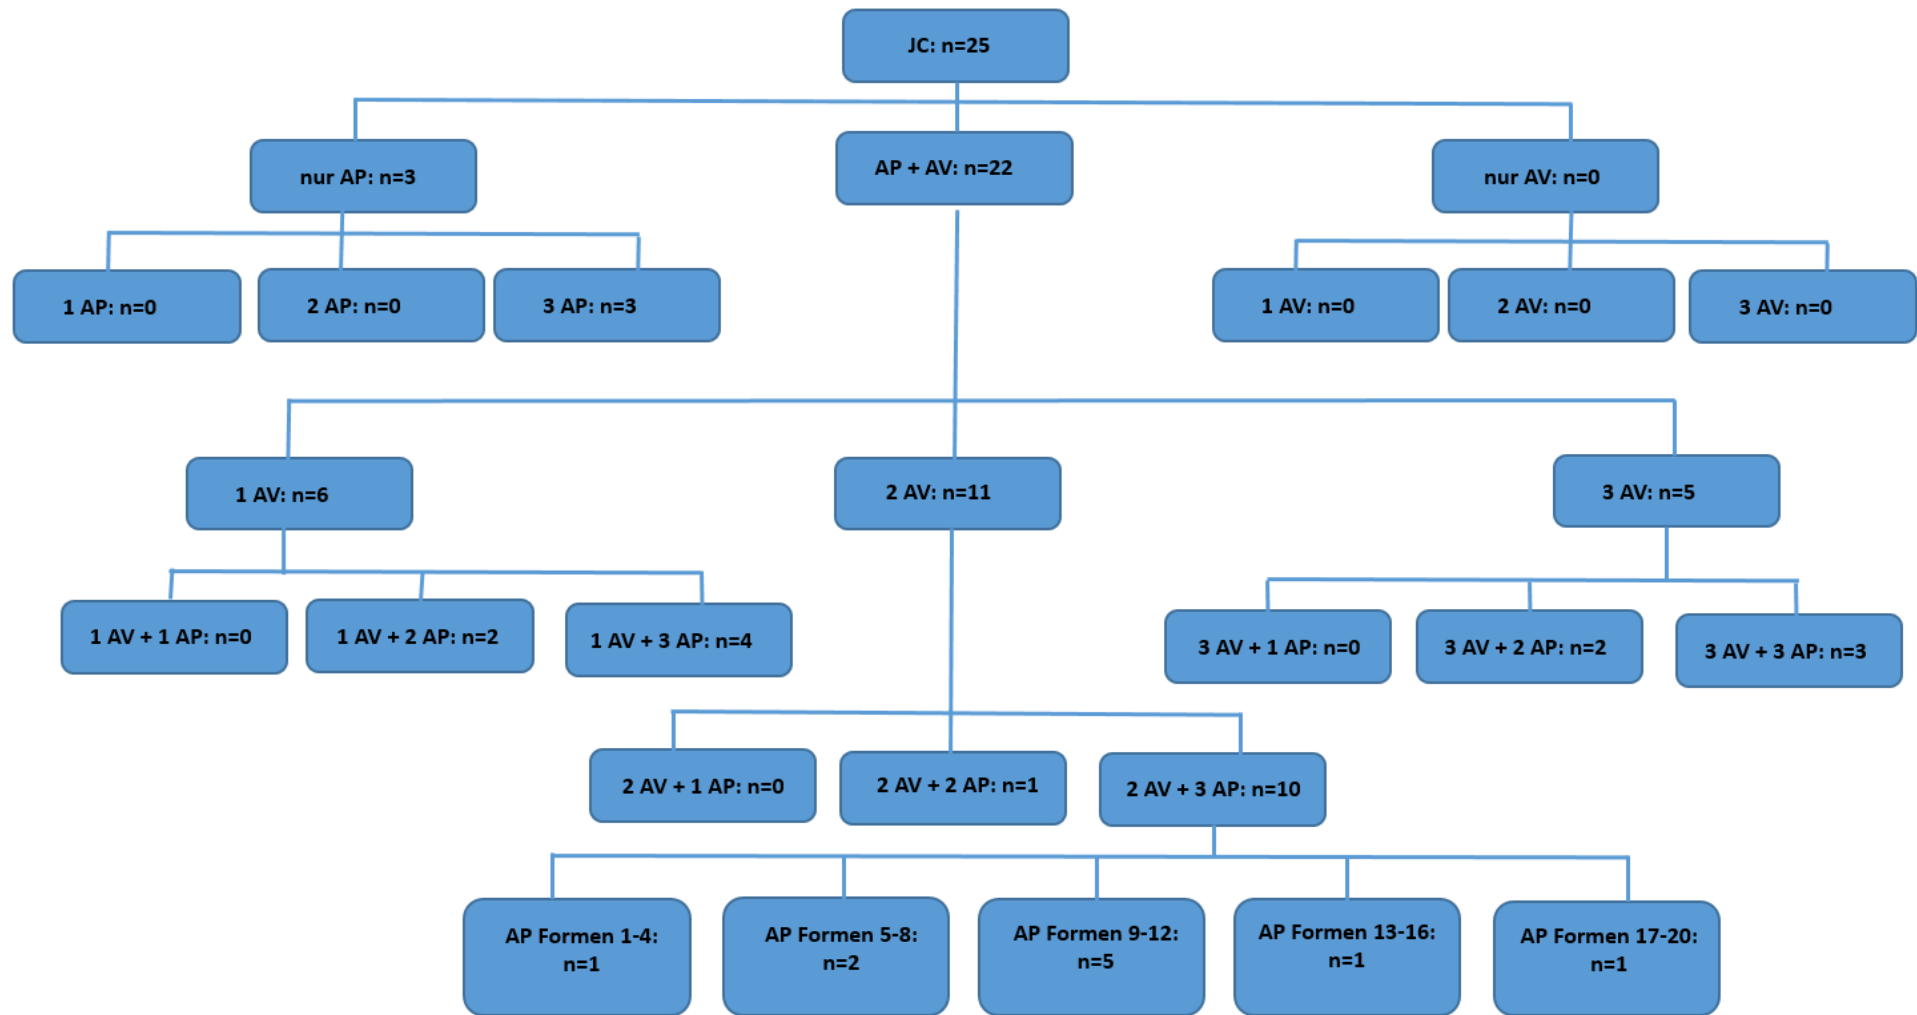 JC: n=25
nur AP: n=3
AP + AV: n=22
nur AV: n=0
1 AP: n=0
2 AP: n=0
3 AP: n=3
1 AV: n=0
2 AV: n=0
3 AV: n=0
1 AV: n=6
2 AV: n=11
3 AV: n=5
1 AV + 1 AP: n=0
1 AV + 2 AP: n=2
1 AV + 3 AP: n=4
3 AV + 1 AP: n=0
3 AV + 2 AP: n=2
3 AV + 3 AP: n=3
2 AV + 1 AP: n=0
2 AV + 2 AP: n=1
2 AV + 3 AP: n=10
AP Formen 1-4:
n=1
AP Formen 5-8:
n=2
AP Formen 9-12:
n=5
AP Formen 13-16:
n=1
AP Formen 17-20:
n=1